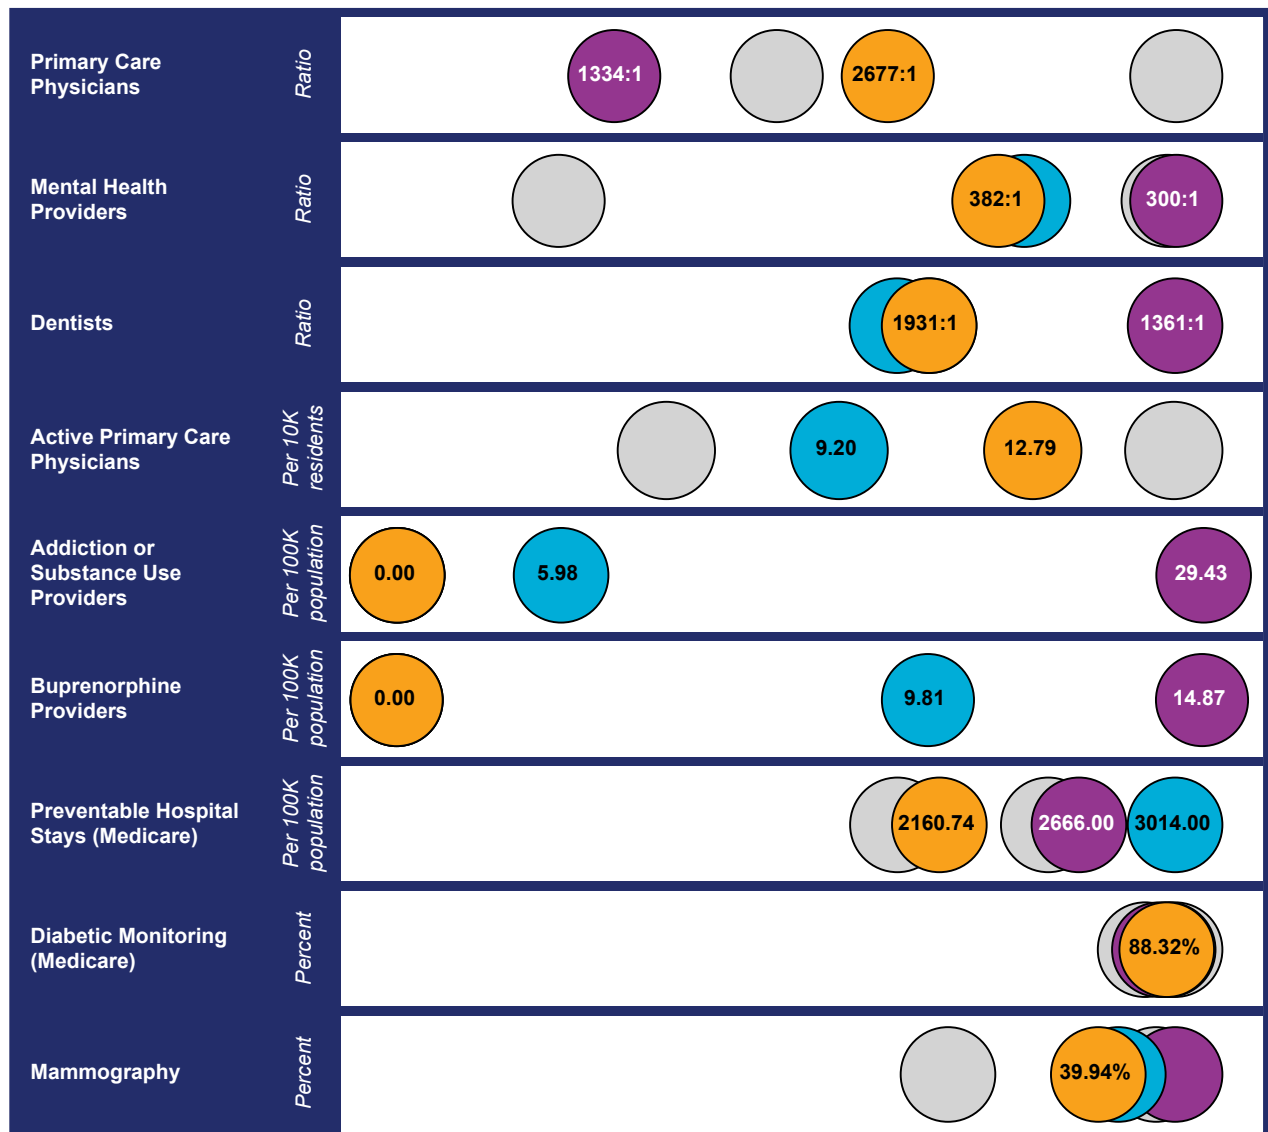 Primary Care
Physicians
Ratio
1334:1
2677:1
Mental Health
Providers
Ratio
382:1
300:1
Dentists
Ratio
1931:1
1361:1
Active Primary Care
Physicians
Per 10K
residents
9.20
12.79
Addiction or
Substance Use
Providers
Per 100K
population
0.00
5.98
29.43
Buprenorphine
Providers
Per 100K
population
0.00
9.81
14.87
Preventable Hospital
Stays (Medicare)
Per 100K
population
2160.74
2666.00
3014.00
Diabetic Monitoring
(Medicare)
Percent
88.32%
Mammography
Percent
39.94%